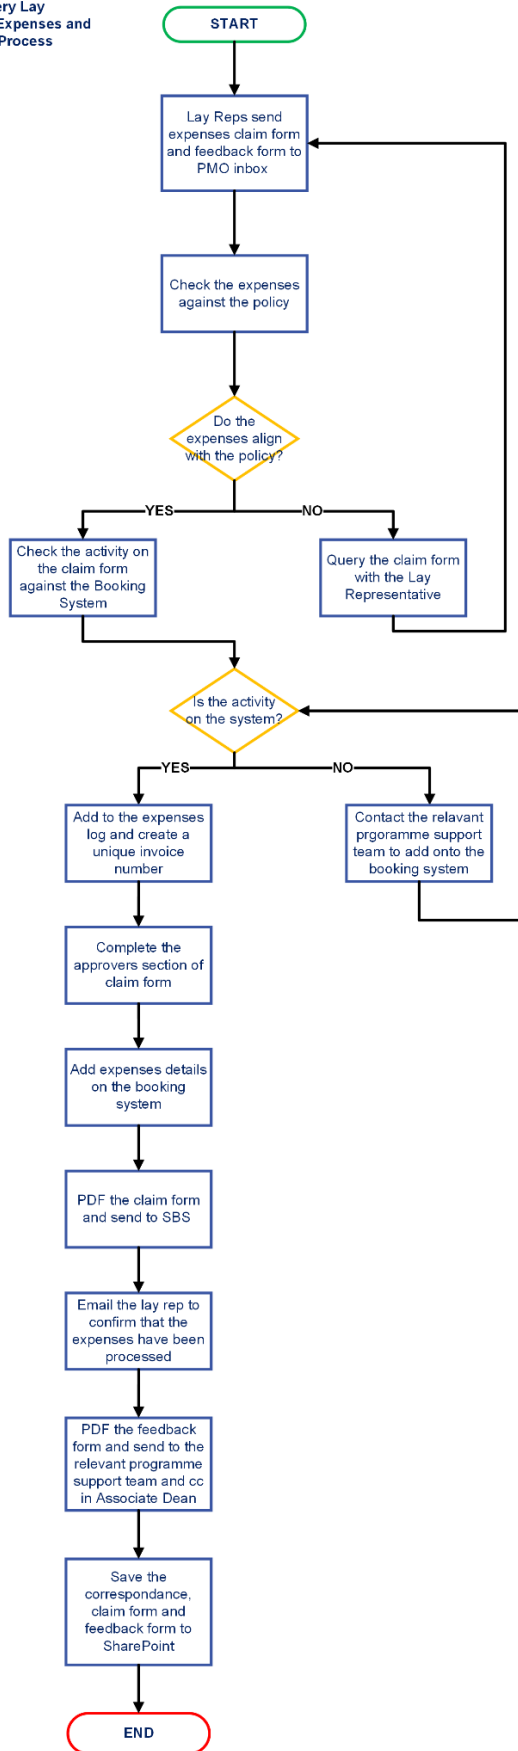 ery Lay
Expenses and
Process
START
Lay Reps send
expenses claim form
and feedback form to
PMO inbox
Check the expenses
against the policy
Do the
expenses align
with the policy?
YES
NO
Check the activity on
the claim form
against the Booking
System
Query the claim form
with the Lay
Representative
Is the activity
on the system?
YES
NO
Add to the expenses
log and create a
unique invoice
number
Contact the relavant
prgoramme support
team to add onto the
booking system
Complete the
approvers section of
claim form
Add expenses details
on the booking
system
PDF the claim form
and send to SBS
Email the lay rep to
confirm that the
expenses have been
processed
PDF the feedback
form and send to the
relevant programme
support team and cc
in Associate Dean
Save the
correspondance,
claim form and
feedback form to
SharePoint
END